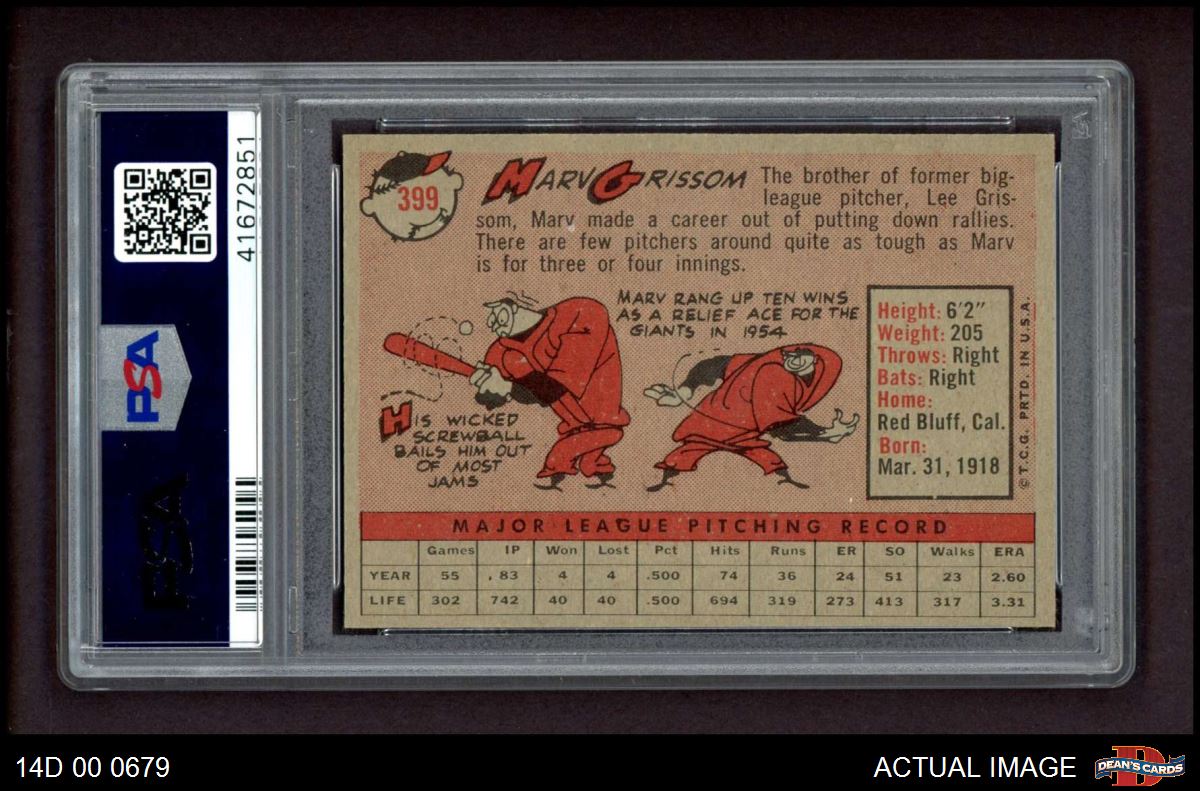 41672851
PSA
PSA
399
MARV GRISSOM
The brother of former big-
league pitcher, Lee Gris-
som, Marv made a career out of putting down rallies.
There are few pitchers around quite as tough as Marv
is for three or four innings.
MARV RANG UP TEN WINS
AS A RELIEF ACE FOR THE
GIANTS IN 1954
HIS WICKED
SCREWBALL
BAILS HIM OUT
OF MOST
JAMS
Height: 6'2"
Weight: 205
Throws: Right
Bats: Right
Home:
Red Bluff, Cal.
Born:
Mar. 31, 1918
© T.C.G. PRTD. IN U.S.A.
MAJOR LEAGUE PITCHING RECORD
Games IP Won Lost Pct Hits Runs ER SO Walks ERA
YEAR 55 83 4 4 .500 74 36 24 51 23 2.60
LIFE 302 742 40 40 .500 694 319 273 413 317 3.31
14D 00 0679
ACTUAL IMAGE
D
DEAN'S CARDS